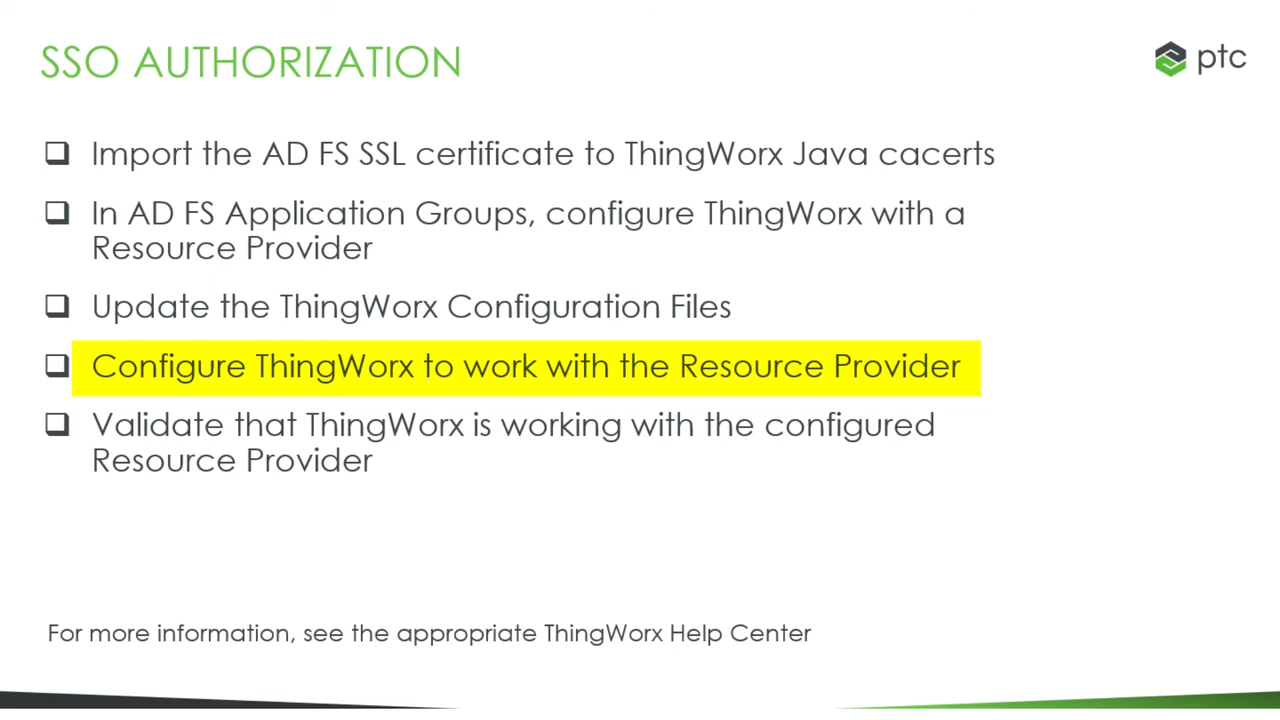 SSO AUTHORIZATION
ptc
Import the AD FS SSL certificate to ThingWorx Java cacerts
In AD FS Application Groups, configure ThingWorx with a
Resource Provider
Update the ThingWorx Configuration Files
Configure ThingWorx to work with the Resource Provider
Validate that ThingWorx is working with the configured
Resource Provider
For more information, see the appropriate ThingWorx Help Center